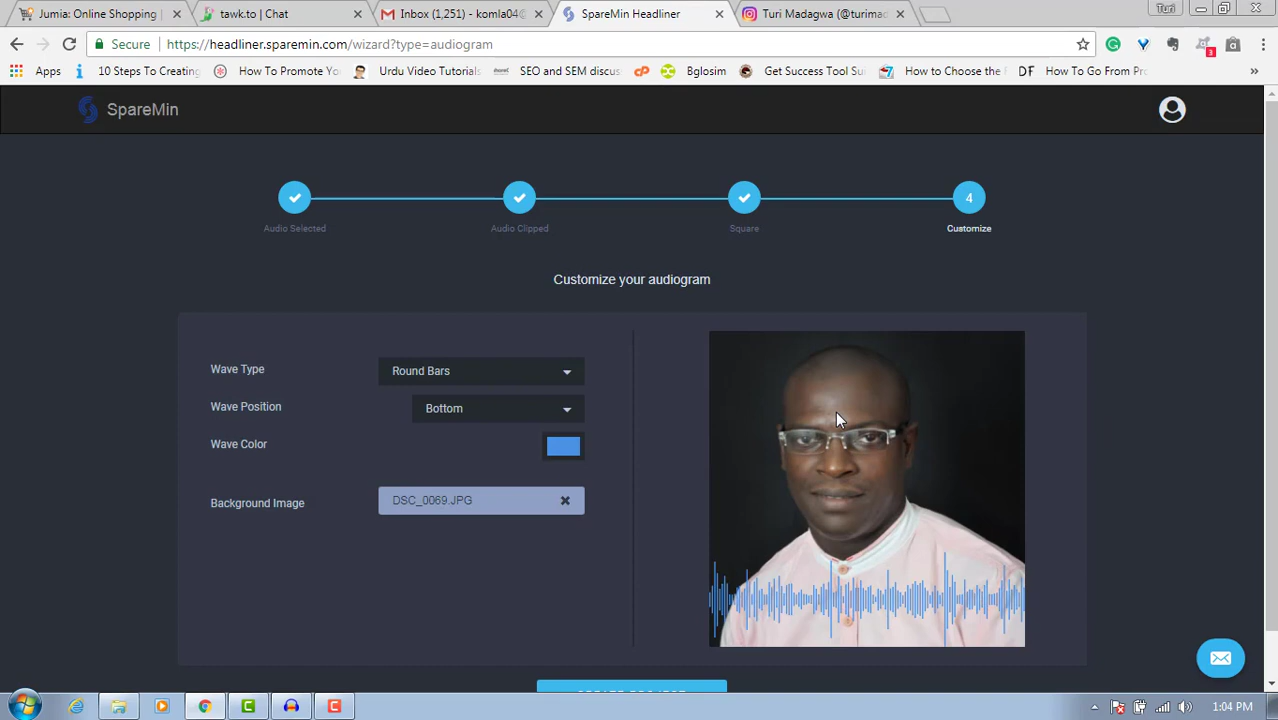 Jumia: Online Shopping
tawk.to | Chat
Inbox (1,251) - komla04@
SpareMin Headliner
Turi Madagwa (@turimad
Turi
Secure
https://headliner.sparemin.com/wizard?type=audiogram
3
Apps
10 Steps To Creating
How To Promote Yo
Urdu Video Tutorials
SEO and SEM discus
Bglosim
Get Success Tool Su
How to Choose the
DF
How To Go From Pro
SpareMin
4
Audio Selected
Audio Clipped
Square
Customize
Customize your audiogram
Wave Type
Round Bars
Wave Position
Bottom
Wave Color
Background Image
DSC_0069.JPG
1:04 PM